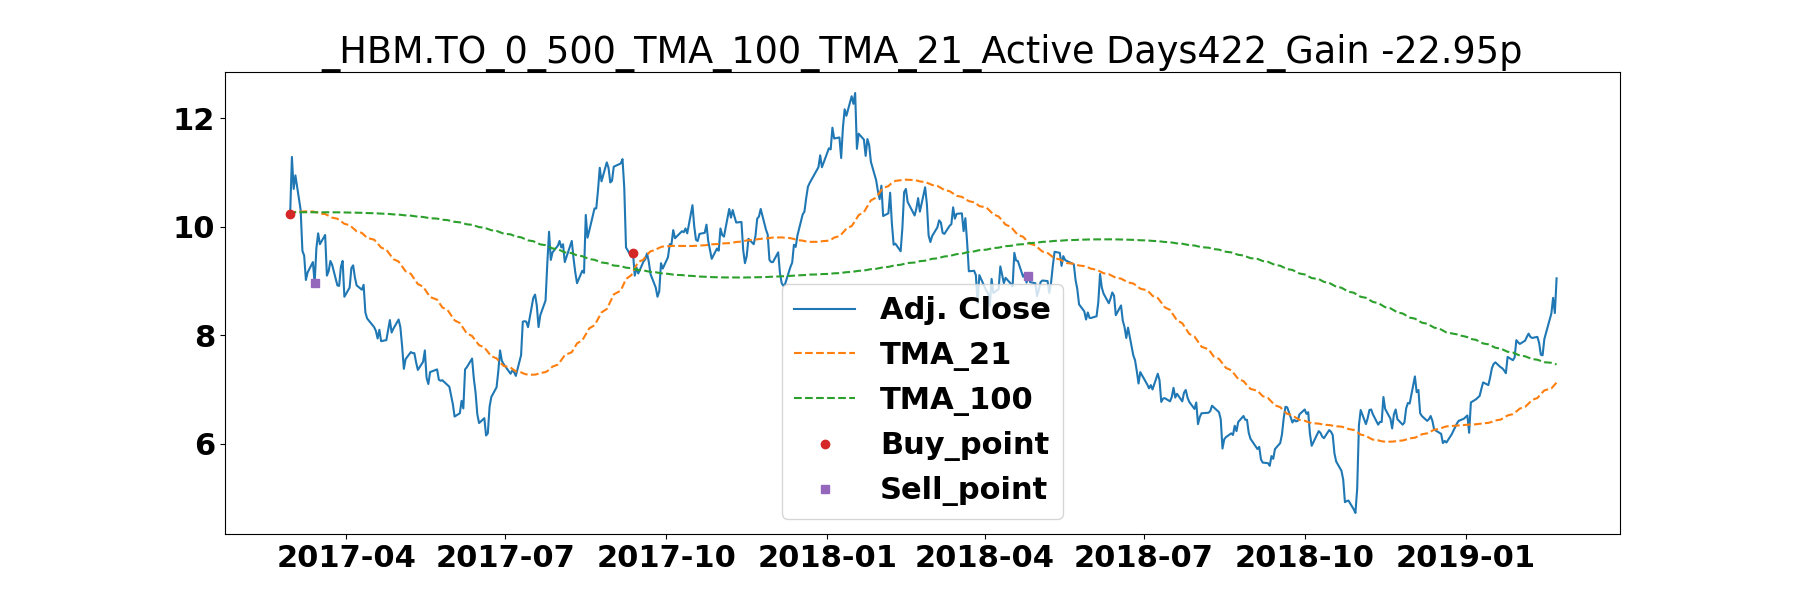 _HBM.TO_0_500_TMA_100_TMA_21_Active Days422_Gain -22.95p
12
10
8
6
Adj. Close
TMA_21
TMA_100
Buy_point
Sell_point
2017-04 2017-07 2017-10 2018-01 2018-04 2018-07 2018-10 2019-01